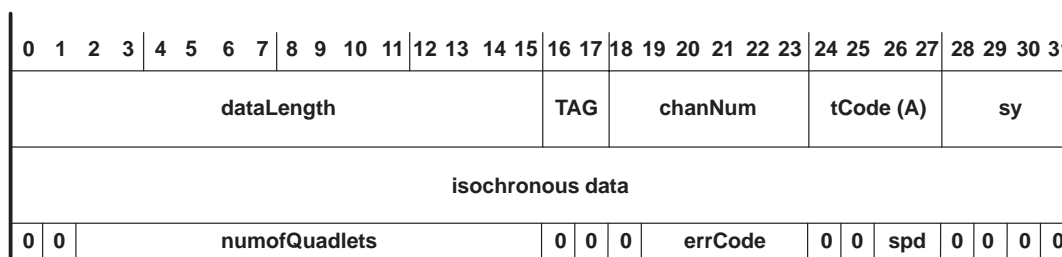 0 1 2 3 4 5 6 7 8 9 10 11 12 13 14 15 16 17 18 19 20 21 22 23 24 25 26 27 28 29 30
dataLength TAG chanNum tCode (A) sy
isochronous data
0 0 numofQuadlets 0 0 0 errCode 0 0 spd 0 0 0 0